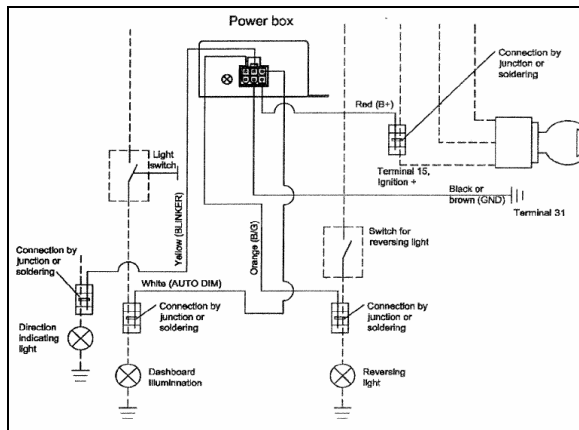 Power box
Connection by
junction or
soldering
Red (B+)
Light
switch
Terminal 15,
Ignition +
Black or
brown (GND)
Terminal 31
Yellow (BLINKER)
Orange (B/G)
Switch for
reversing light
Connection by
junction or
soldering
White (AUTO DIM)
Connection by
junction or
soldering
Connection by
junction or
soldering
Direction
indicating
light
Dashboard
illuminnation
Reversing
light